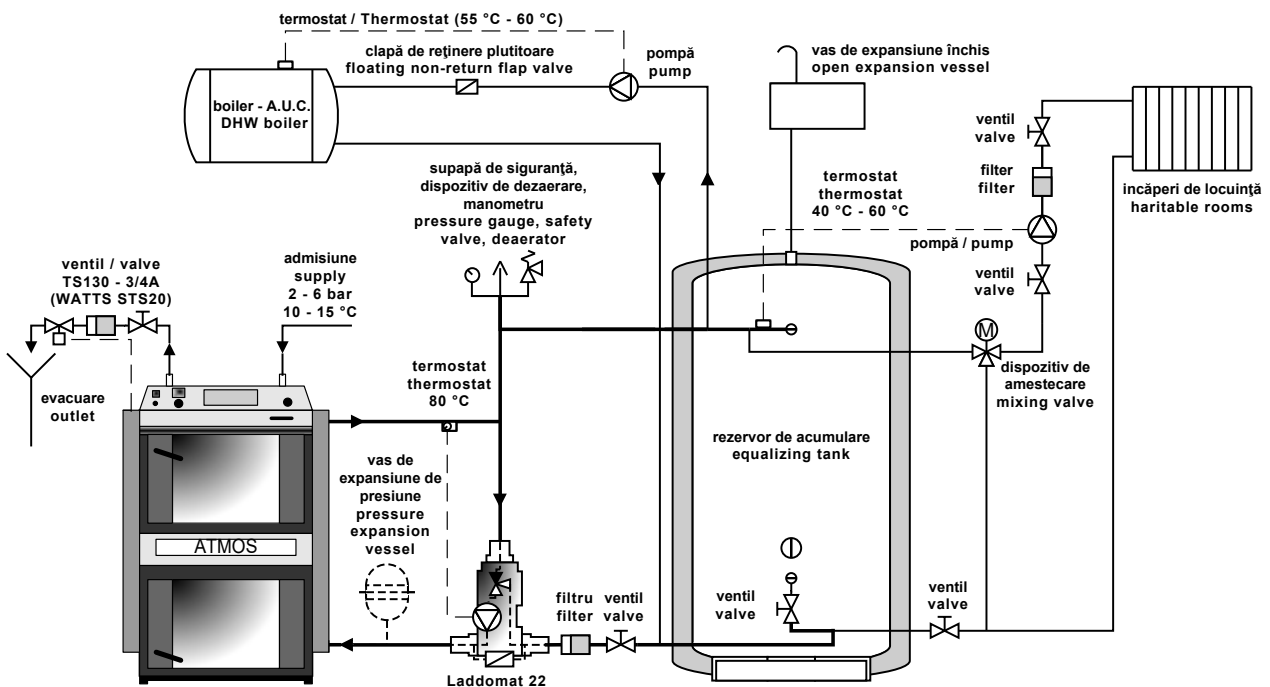 termostat / Thermostat (55 °C - 60 °C)
clapă de reţinere plutitoare
floating non-return flap valve
pompă
pump
vas de expansiune închis
open expansion vessel
boiler - A.U.C.
DHW boiler
ventil
valve
filter
filter
încăperi de locuinţă
haritable rooms
supapă de siguranţă,
dispozitiv de dezaerare,
manometru
pressure gauge, safety
valve, deaerator
termostat
thermostat
40 °C - 60 °C
pompă / pump
ventil
valve
ventil / valve
TS130 - 3/4A
(WATTS STS20)
admisiune
supply
2 - 6 bar
10 - 15 °C
M
dispozitiv de
amestecare
mixing valve
evacuare
outlet
termostat
thermostat
80 °C
rezervor de acumulare
equalizing tank
vas de
expansiune de
presiune
pressure
expansion
vessel
ATMOS
filtru
filter
ventil
valve
ventil
valve
ventil
valve
Laddomat 22